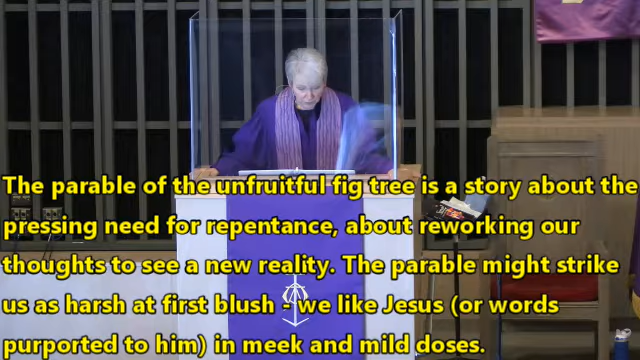 The parable of the unfruitful fig tree is a story about the
pressing need for repentance, about reworking our
thoughts to see a new reality. The parable might strike
us as harsh at first blush - we like Jesus (or words
purported to him) in meek and mild doses.